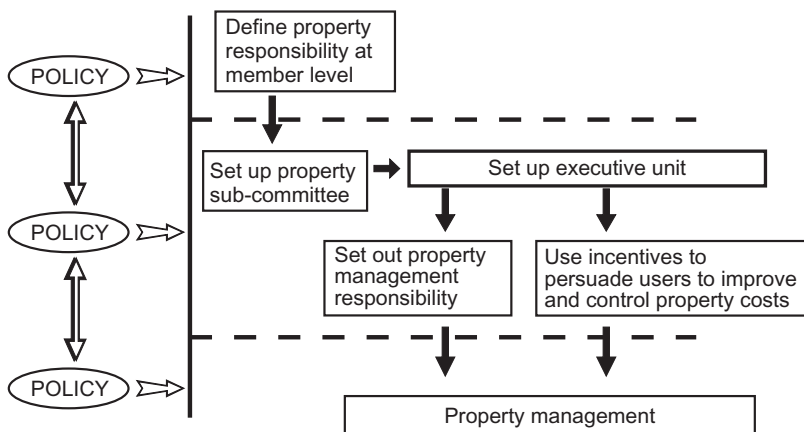 Define property
responsibility at
member level
POLICY
Set up property
sub-committee
Set up executive unit
POLICY
Set out property
management
responsibility
Use incentives to
persuade users to improve
and control property costs
POLICY
Property management